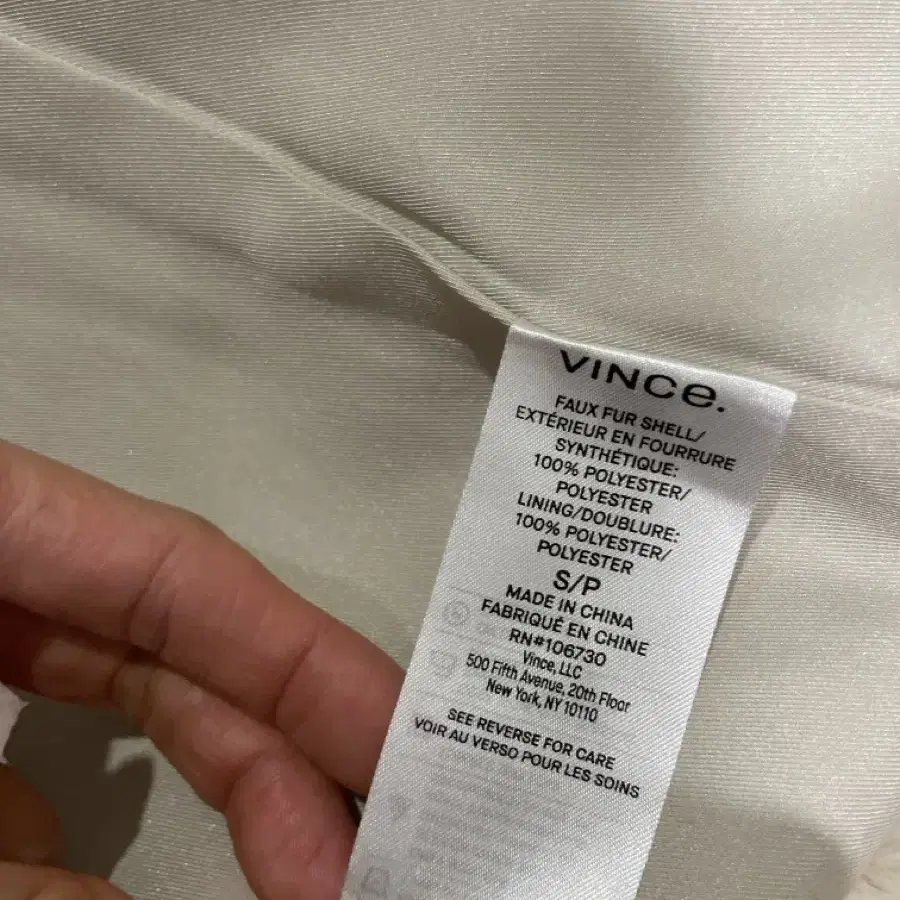 VINCe.
FAUX FUR SHELL/
EXTÉRIEUR EN FOURRURE
SYNTHÉTIQUE:
100% POLYESTER/
POLYESTER
LINING/DOUBLURE:
100% POLYESTER/
POLYESTER
S/P
MADE IN CHINA
FABRIQUÉ EN CHINE
RN#106730
Vince, LLC
500 Fifth Avenue, 20th Floor
New York, NY 10110
SEE REVERSE FOR CARE
VOIR AU VERSO POUR LES SOINS